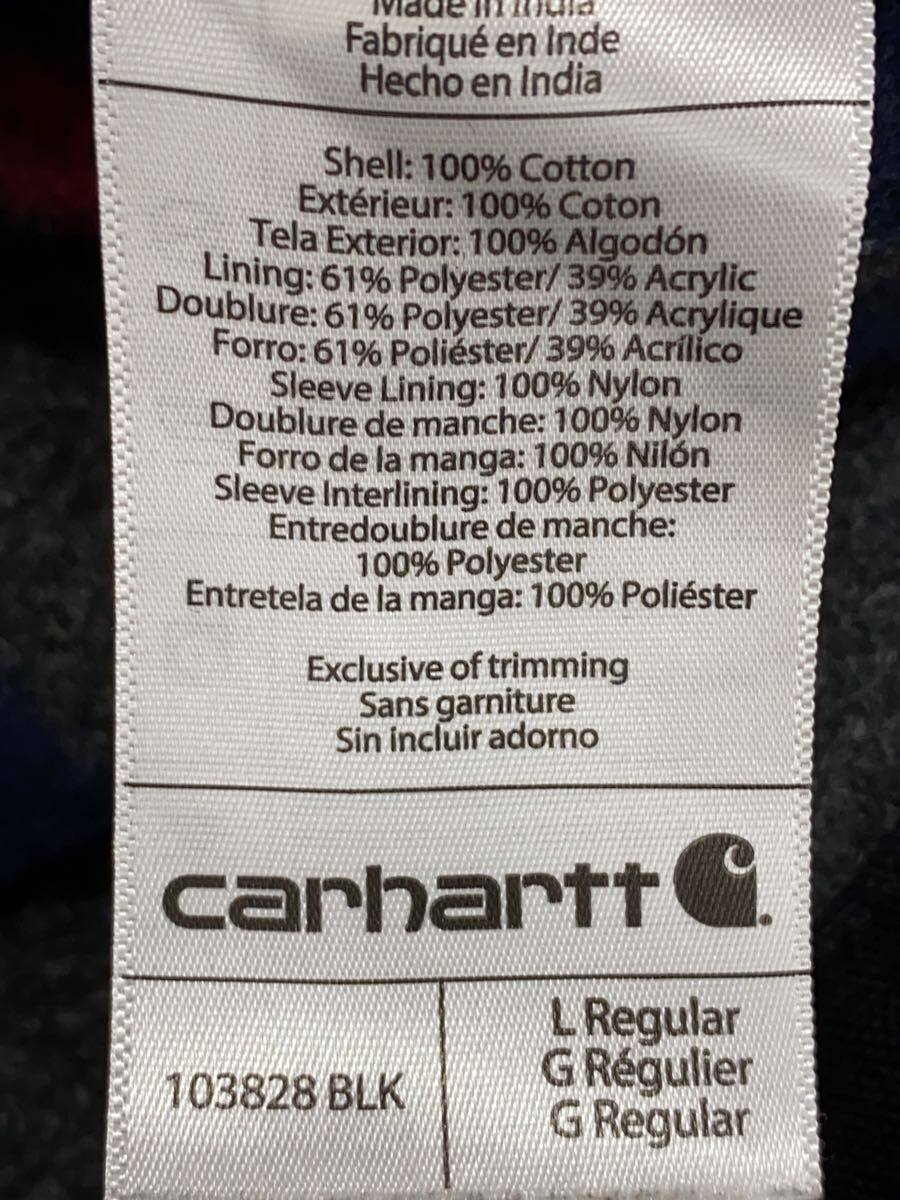 Made in India
Fabriqué en Inde
Hecho en India
Shell: 100% Cotton
Extérieur: 100% Coton
Tela Exterior: 100% Algodón
Lining: 61% Polyester/ 39% Acrylic
Doublure: 61% Polyester/ 39% Acrylique
Forro: 61% Poliéster/ 39% Acrílico
Sleeve Lining: 100% Nylon
Doublure de manche: 100% Nylon
Forro de la manga: 100% Nilón
Sleeve Interlining: 100% Polyester
Entredoublure de manche:
100% Polyester
Entretela de la manga: 100% Poliéster
Exclusive of trimming
Sans garniture
Sin incluir adorno
carhartt
103828 BLK
L Regular
G Régulier
G Regular